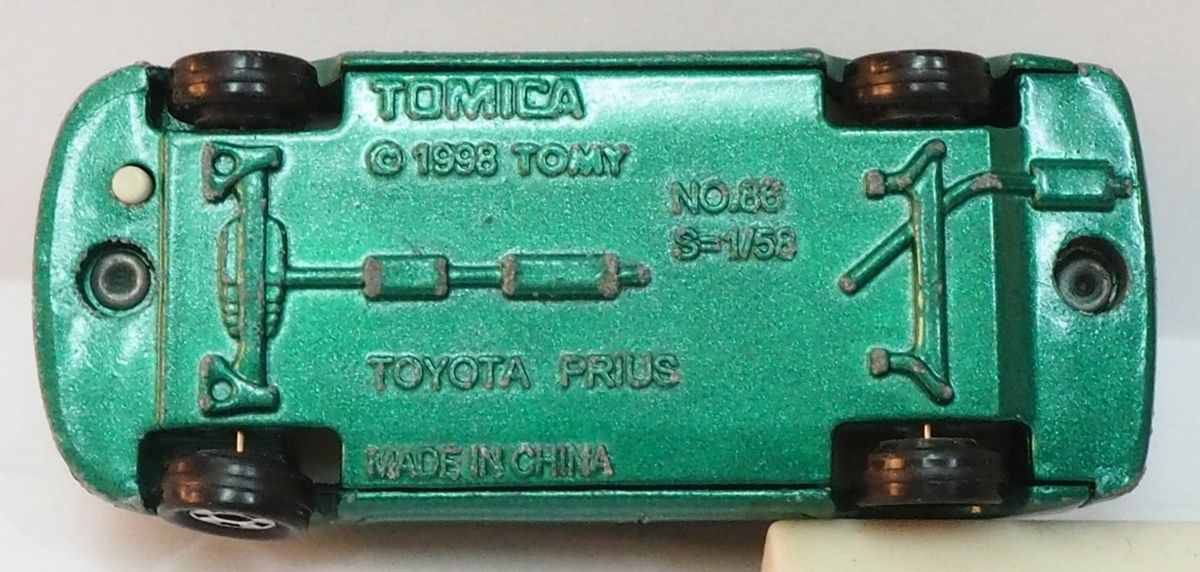 TOMICA
© 1998 TOMY
NO.86
S=1/58
TOYOTA PRIUS
MADE IN CHINA